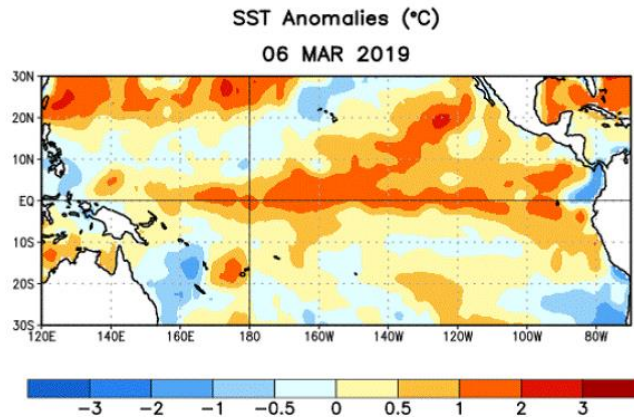 SST Anomalies (°C)
06 MAR 2019
30N
20N
10N
EQ
10S
20S
30S
120E 140E 160E 180 160W 140W 120W 100W 80W
-3 -2 -1 -0.5 0 0.5 1 2 3